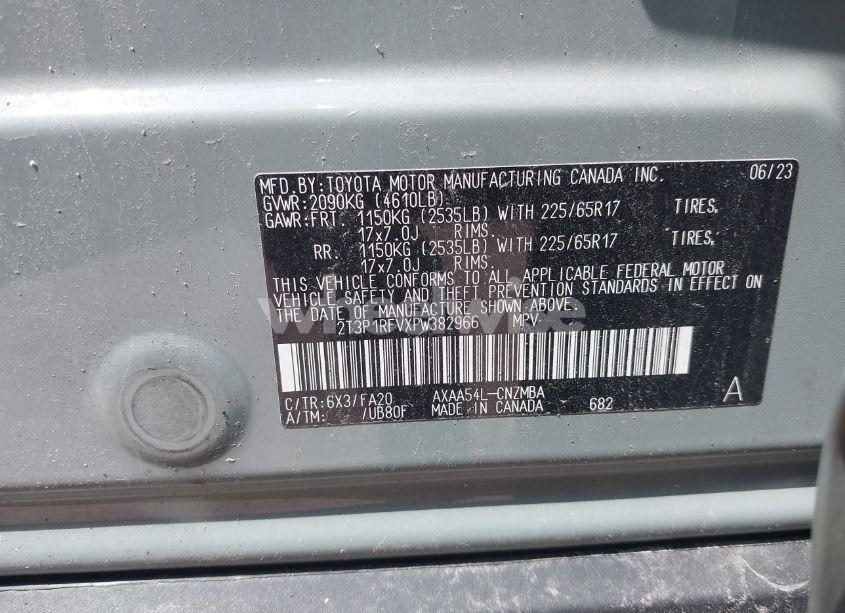 MFD.BY:TOYOTA MOTOR MANUFACTURING CANADA INC. 06/23
GVWR:2090KG (4610LB)
GAWR:FRT. 1150KG (2535LB) WITH 225/65R17 TIRES.
17x7.0J RIMS.
RR. 1150KG (2535LB) WITH 225/65R17 TIRES.
17x7.0J RIMS.
THIS VEHICLE CONFORMS TO ALL APPLICABLE FEDERAL MOTOR
VEHICLE SAFETY AND THEFT PREVENTION STANDARDS IN EFFECT ON
THE DATE OF MANUFACTURE SHOWN ABOVE.
2T3P1RFVXPW382966 MPV
C/TR:6X3/FA20 AXAA54L-CNZMBA
A/TM: /UB80F MADE IN CANADA 682 A